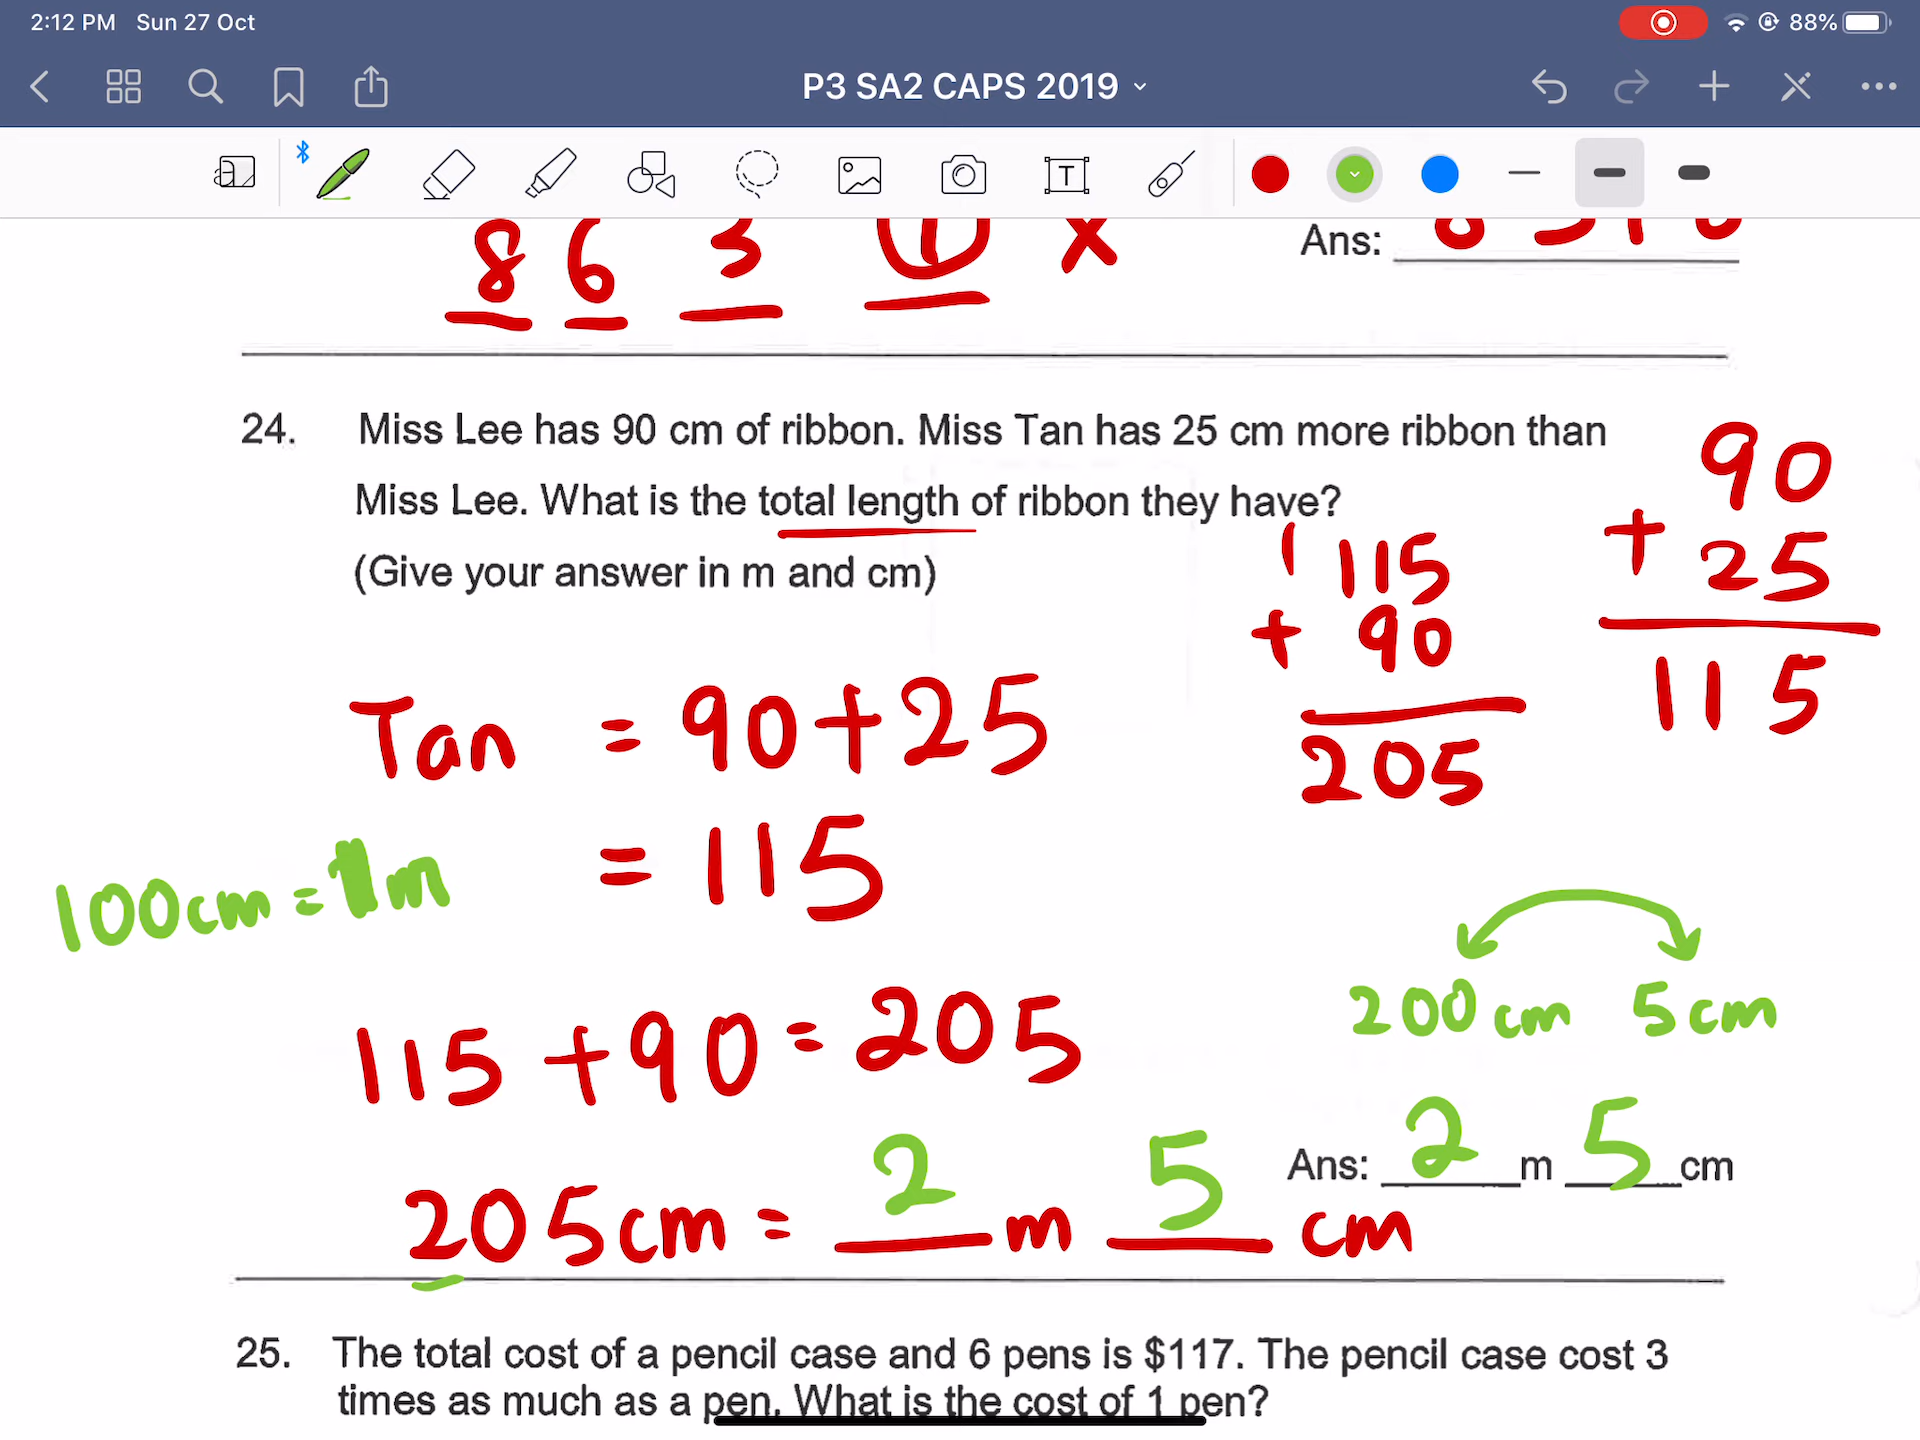 2:12 PM Sun 27 Oct 88%
P3 SA2 CAPS 2019
T
8 6 3 1 x
Ans:
24. Miss Lee has 90 cm of ribbon. Miss Tan has 25 cm more ribbon than
Miss Lee. What is the total length of ribbon they have?
(Give your answer in m and cm)
90
+ 25
115
1
115
+ 90
205
Tan = 90+25
= 115
100cm = 1m
115 + 90 = 205
200 cm 5 cm
205cm = 2 m 5 cm
Ans: 2 m 5 cm
25. The total cost of a pencil case and 6 pens is $117. The pencil case cost 3
times as much as a pen. What is the cost of 1 pen?